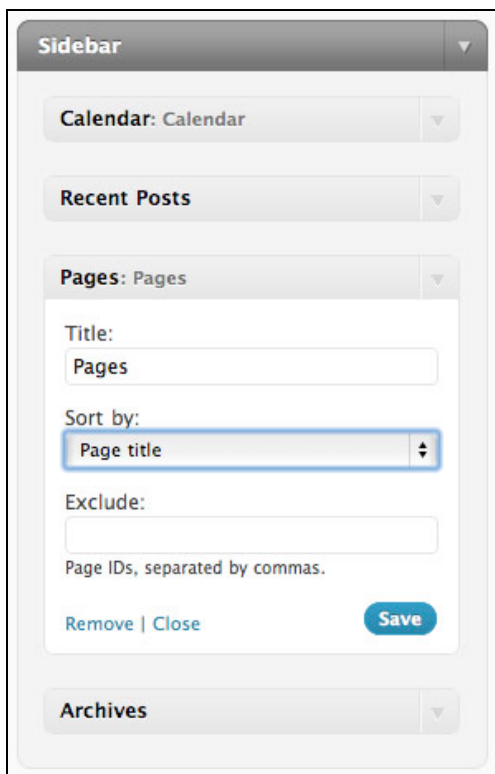 Sidebar
Calendar: Calendar
Recent Posts
Pages: Pages
Title:
Pages
Sort by:
Page title
Exclude:
Page IDs, separated by commas.
Remove | Close Save
Archives